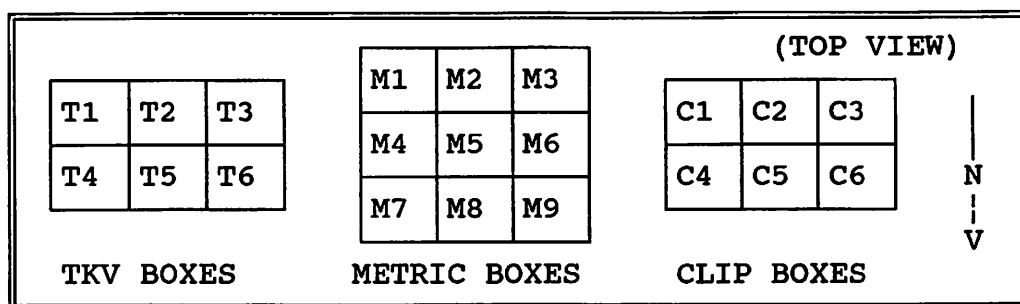 (TOP VIEW)
T1 T2 T3
T4 T5 T6
TKV BOXES
M1 M2 M3
M4 M5 M6
M7 M8 M9
METRIC BOXES
C1 C2 C3
C4 C5 C6
CLIP BOXES
N
V